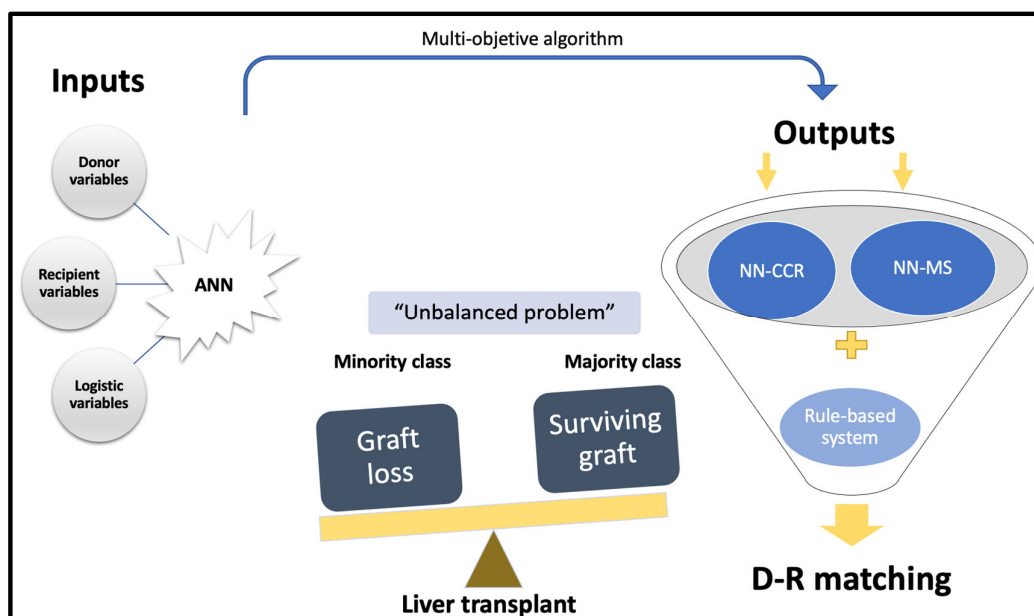 Multi-objetive algorithm
Inputs
Donor
variables
Recipient
variables
Logistic
variables
ANN
"Unbalanced problem"
Minority class
Majority class
Graft
loss
Surviving
graft
Liver transplant
Outputs
NN-CCR
NN-MS
Rule-based
system
D-R matching